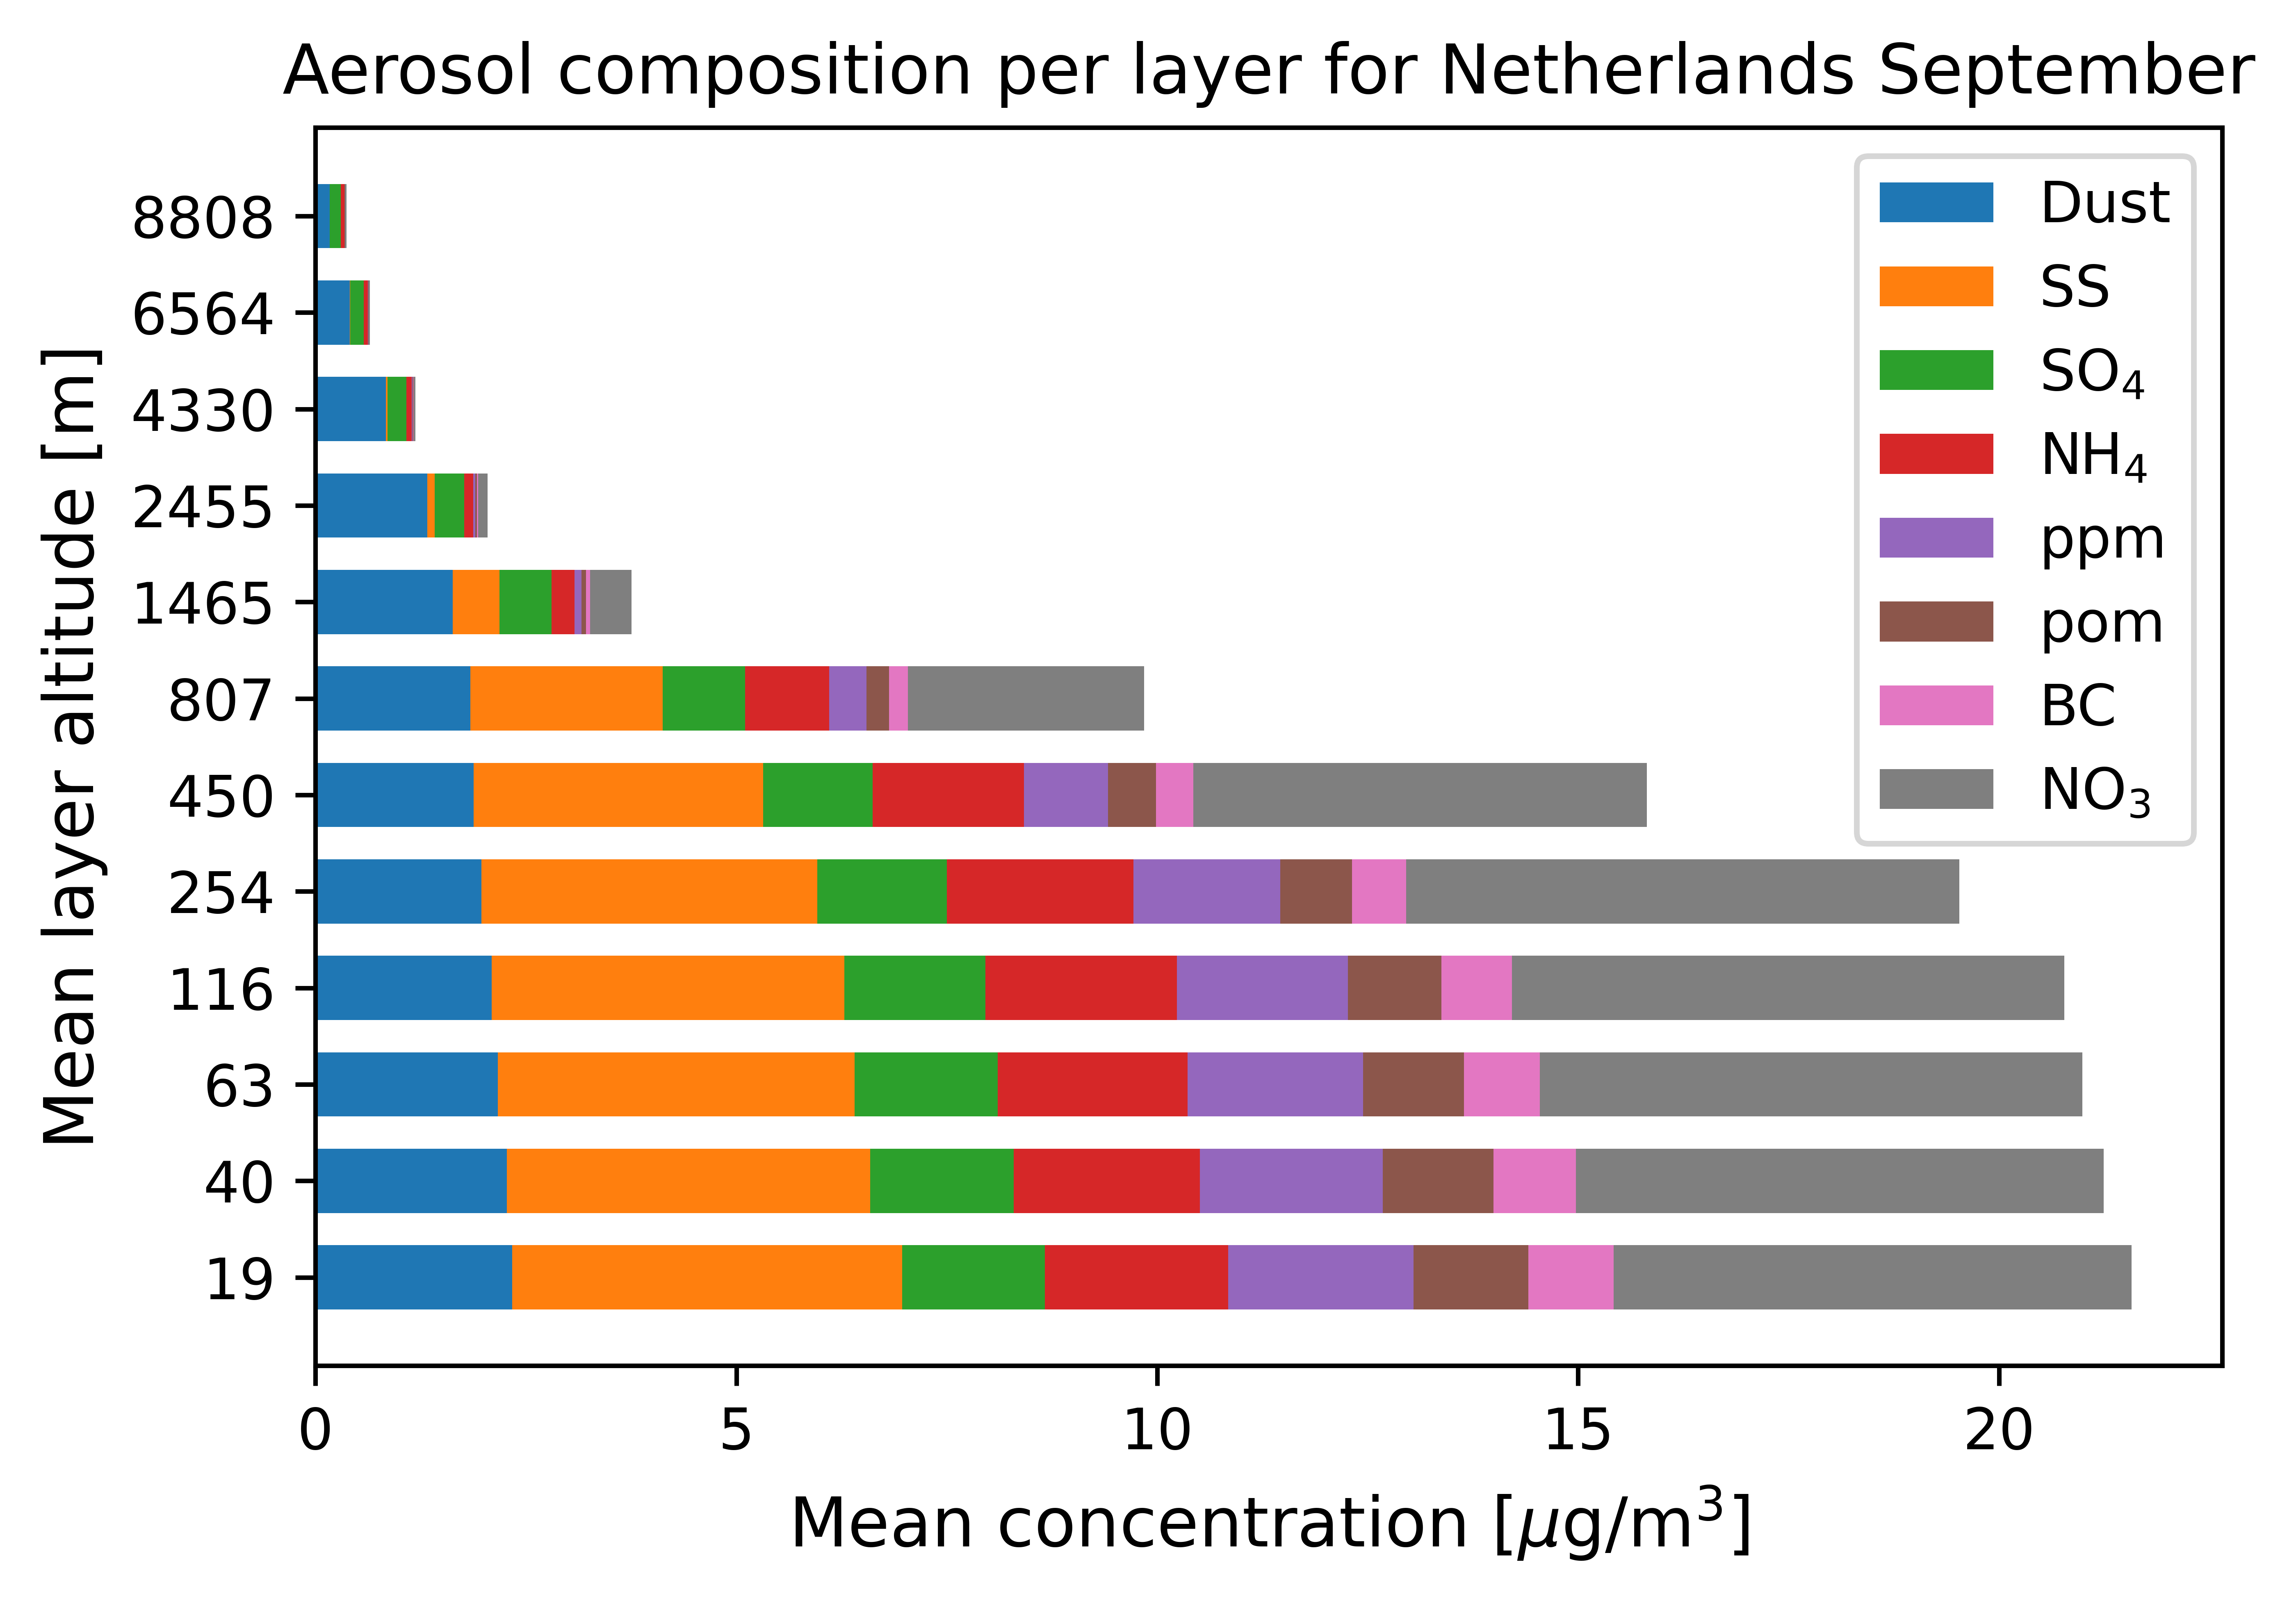 Aerosol composition per layer for Netherlands September
Mean layer altitude [m]
8808
6564
4330
2455
1465
807
450
254
116
63
40
19
Dust
SS
SO₄
NH₄
ppm
pom
BC
NO₃
0 5 10 15 20
Mean concentration [μg/m³]